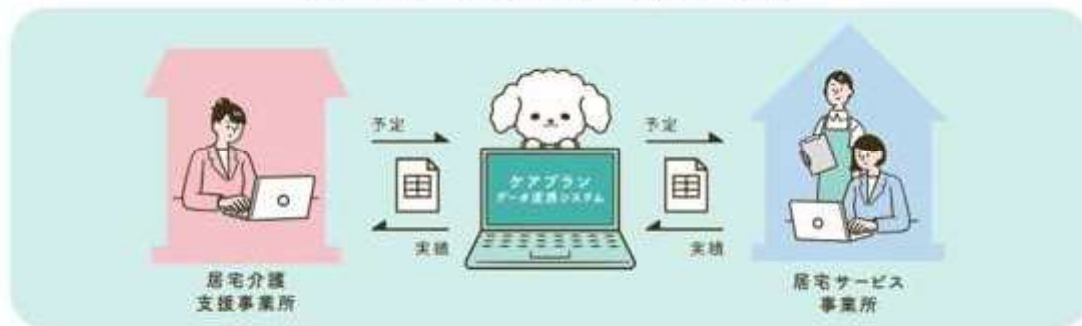 予定
予定
ケアプラン
データ連携システム
実績
実績
居宅介護
支援事業所
居宅サービス
事業所